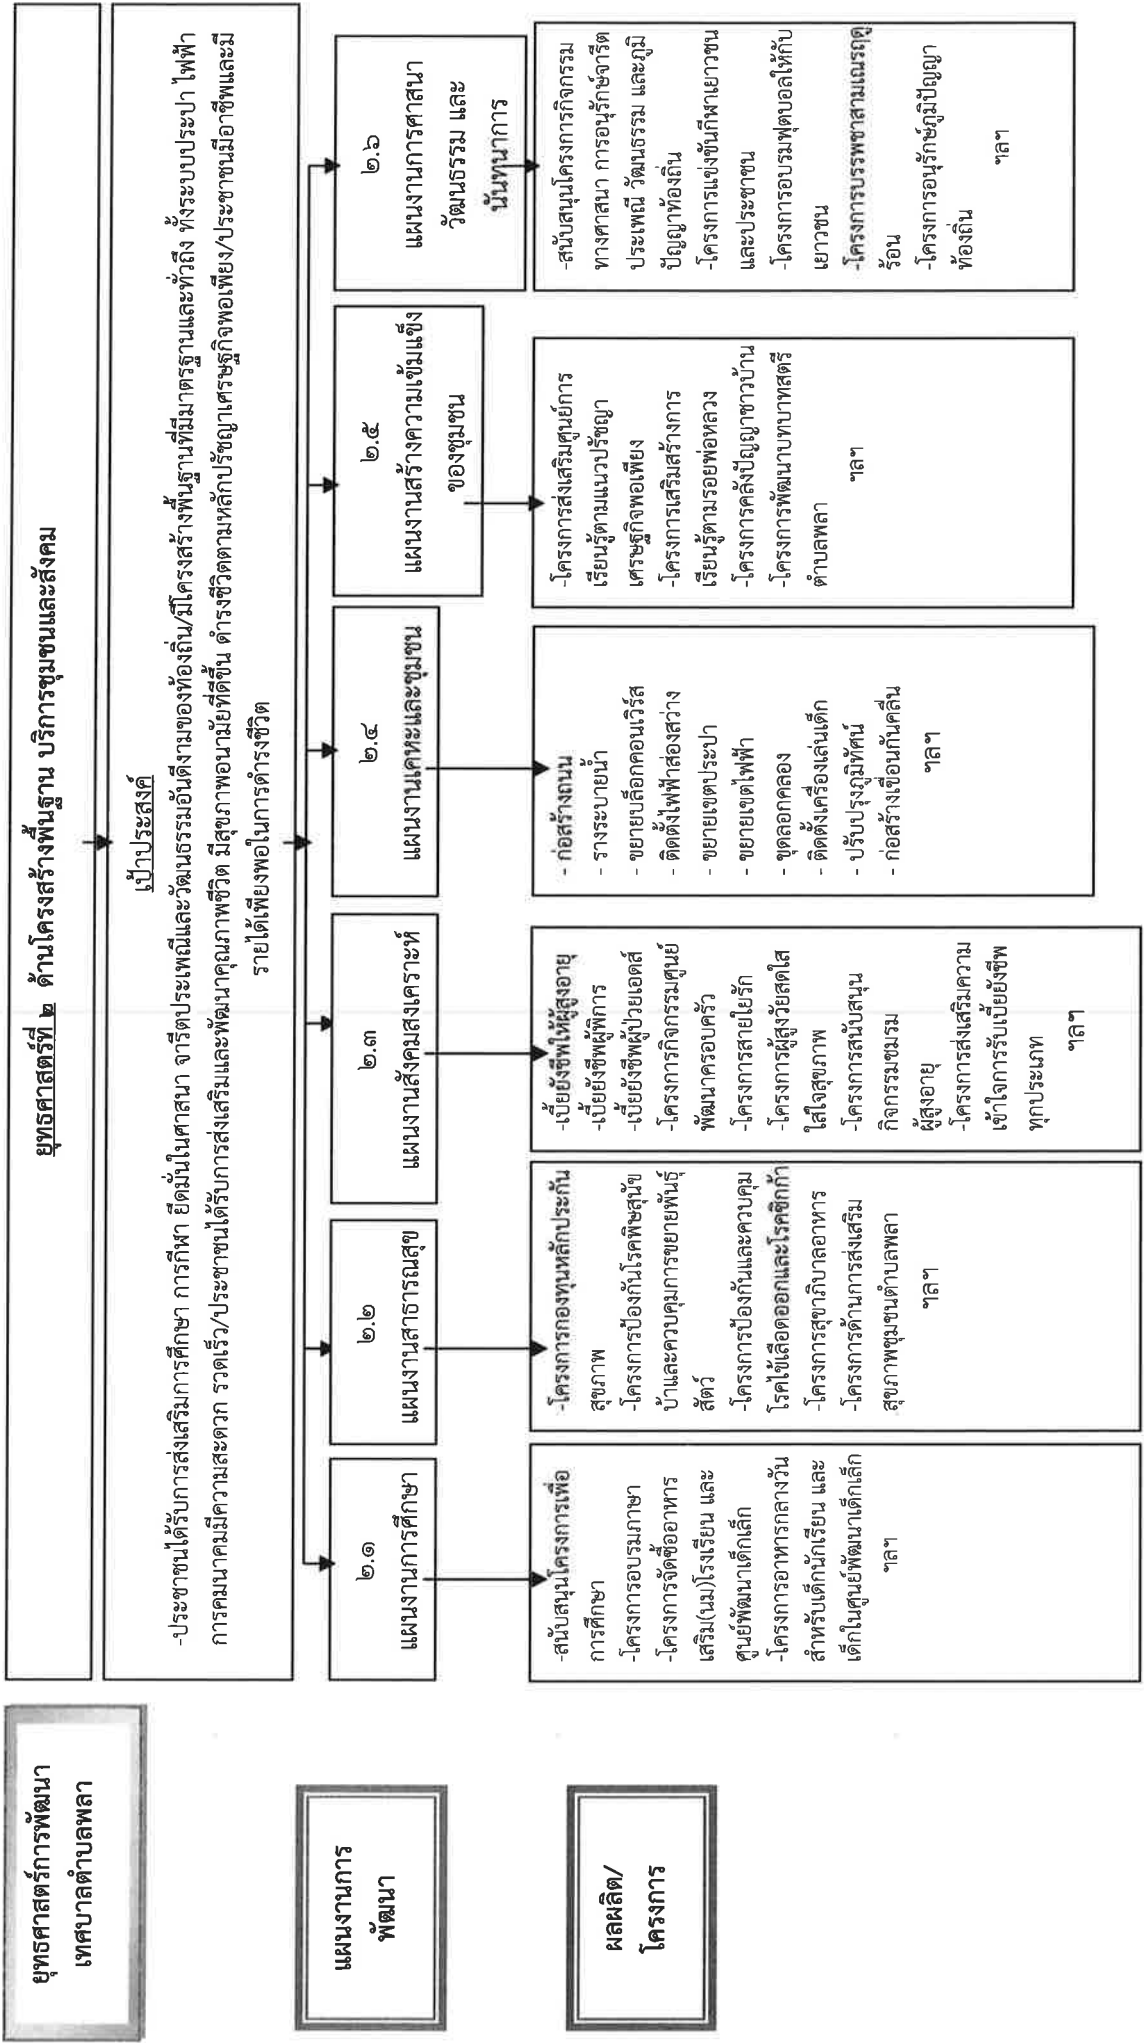 ยุทธศาสตร์การพัฒนา
เทศบาลตำบลพลา
ยุทธศาสตร์ที่ ๒ ด้านโครงสร้างพื้นฐาน บริการชุมชนและสังคม
เป้าประสงค์
-ประชาชนได้รับการส่งเสริมการศึกษา การกีฬา ยึดมั่นในศาสนา จารีตประเพณีและวัฒนธรรมอันดีงามของท้องถิ่น/มีโครงสร้างพื้นฐานที่มีมาตรฐานและทั่วถึง ทั้งระบบประปา ไฟฟ้า
การคมนาคมมีความสะดวก รวดเร็ว/ประชาชนได้รับการส่งเสริมและพัฒนาคุณภาพชีวิต มีสุขภาพอนามัยที่ดีขึ้น ดำรงชีวิตตามหลักปรัชญาเศรษฐกิจพอเพียง/ประชาชนมีอาชีพและมี
รายได้เพียงพอในการดำรงชีวิต
แผนงานการ
พัฒนา
๒.๑
แผนงานการศึกษา
๒.๒
แผนงานสาธารณสุข
๒.๓
แผนงานสังคมสงเคราะห์
๒.๔
แผนงานเคหะและชุมชน
๒.๕
แผนงานสร้างความเข้มแข็ง
ของชุมชน
๒.๖
แผนงานการศาสนา
วัฒนธรรม และ
นันทนาการ
ผลผลิต/
โครงการ
-สนับสนุนโครงการเพื่อ
การศึกษา
-โครงการอบรมภาษา
-โครงการจัดซื้ออาหาร
เสริม(นม)โรงเรียน และ
ศูนย์พัฒนาเด็กเล็ก
-โครงการอาหารกลางวัน
สำหรับเด็กนักเรียน และ
เด็กในศูนย์พัฒนาเด็กเล็ก
ฯลฯ
-โครงการกองทุนหลักประกัน
สุขภาพ
-โครงการป้องกันโรคพิษสุนัข
บ้าและควบคุมการขยายพันธุ์
สัตว์
-โครงการป้องกันและควบคุม
โรคไข้เลือดออกและโรคชิกก้า
-โครงการสุขาภิบาลอาหาร
-โครงการด้านการส่งเสริม
สุขภาพชุมชนตำบลพลา
ฯลฯ
-เบี้ยยังชีพให้ผู้สูงอายุ
-เบี้ยยังชีพผู้พิการ
-เบี้ยยังชีพผู้ป่วยเอดส์
-โครงการกิจกรรมศูนย์
พัฒนาครอบครัว
-โครงการสายใยรัก
-โครงการผู้สูงวัยสดใส
ใส่ใจสุขภาพ
-โครงการสนับสนุน
กิจกรรมชมรม
ผู้สูงอายุ
-โครงการส่งเสริมความ
เข้าใจการรับเบี้ยยังชีพ
ทุกประเภท
ฯลฯ
- ก่อสร้างถนน
- รางระบายน้ำ
- ขยายบล็อกคอนเวิร์ส
- ติดตั้งไฟฟ้าส่องสว่าง
- ขยายเขตประปา
- ขยายเขตไฟฟ้า
- ขุดลอกคลอง
- ติดตั้งเครื่องเล่นเด็ก
- ปรับปรุงภูมิทัศน์
- ก่อสร้างเขื่อนกันคลื่น
ฯลฯ
-โครงการส่งเสริมศูนย์การ
เรียนรู้ตามแนวปรัชญา
เศรษฐกิจพอเพียง
-โครงการเสริมสร้างการ
เรียนรู้ตามรอยพ่อหลวง
-โครงการคลังปัญญาชาวบ้าน
-โครงการพัฒนาบทบาทสตรี
ตำบลพลา
ฯลฯ
-สนับสนุนโครงการกิจกรรม
ทางศาสนา การอนุรักษ์จารีต
ประเพณี วัฒนธรรม และภูมิ
ปัญญาท้องถิ่น
-โครงการแข่งขันกีฬาเยาวชน
และประชาชน
-โครงการอบรมฟุตบอลให้กับ
เยาวชน
-โครงการบรรพชาสามเณรฤดู
ร้อน
-โครงการอนุรักษ์ภูมิปัญญา
ท้องถิ่น
ฯลฯ